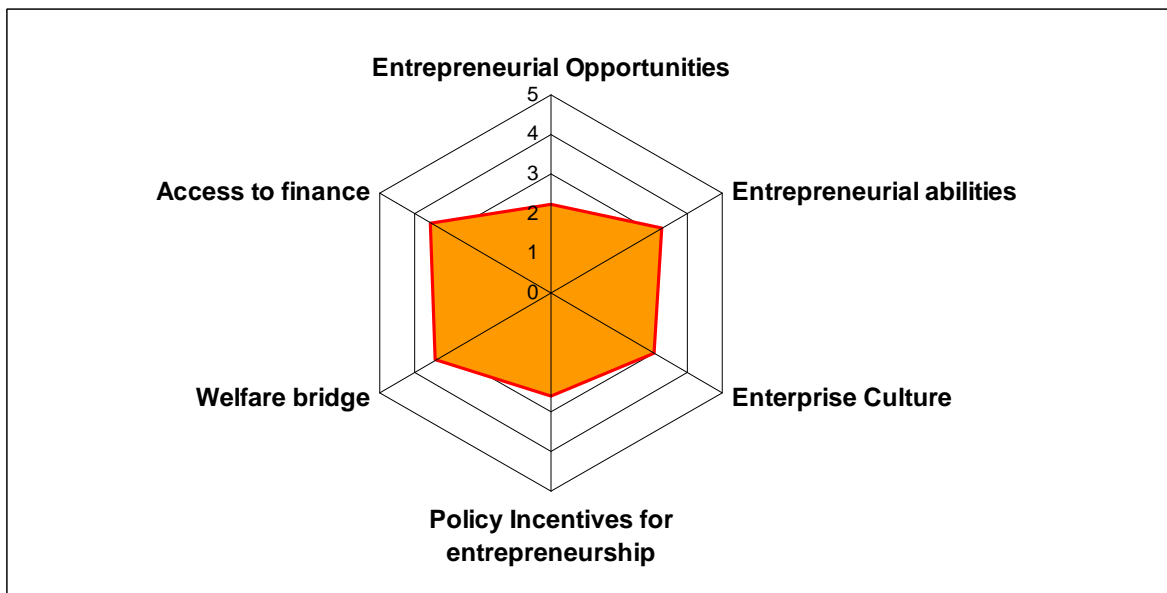 Entrepreneurial Opportunities
5
4
3
2
1
0
Access to finance
Entrepreneurial abilities
Welfare bridge
Enterprise Culture
Policy Incentives for
entrepreneurship